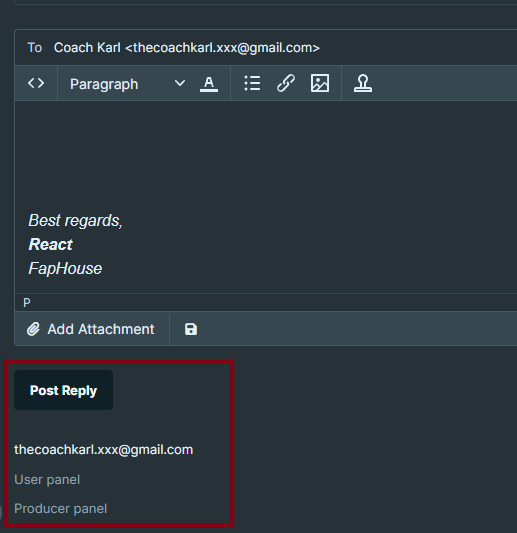 To Coach Karl <thecoachkarl.xxx@gmail.com>
Paragraph A
Best regards,
React
FapHouse
P
Add Attachment
Post Reply
thecoachkarl.xxx@gmail.com
User panel
Producer panel